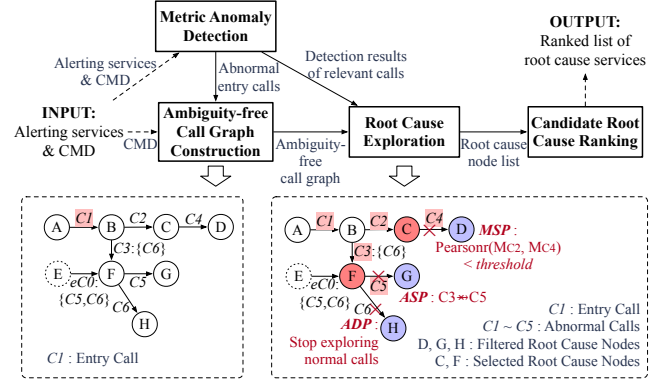 Metric Anomaly
Detection
OUTPUT:
Ranked list of
root cause services
Alerting services
& CMD
Abnormal
entry calls
Detection results
of relevant calls
INPUT:
Alerting services
& CMD
CMD
Ambiguity-free
Call Graph
Construction
Ambiguity-
free
call graph
Root Cause
Exploration
Root cause
node list
Candidate Root
Cause Ranking
A
C1
B
C2
C
C4
D
C3:{C6}
E
eC0:
{C5,C6}
F
C5
G
C6
H
C1 : Entry Call
A
C1
B
C2
C
C4
D
MSP :
Pearsonr(MC2, MC4)
< threshold
C3:{C6}
E
eC0:
{C5,C6}
F
C5
G
ASP : C3⇸C5
C6
H
ADP :
Stop exploring
normal calls
C1 : Entry Call
C1 ~ C5 : Abnormal Calls
D, G, H : Filtered Root Cause Nodes
C, F : Selected Root Cause Nodes